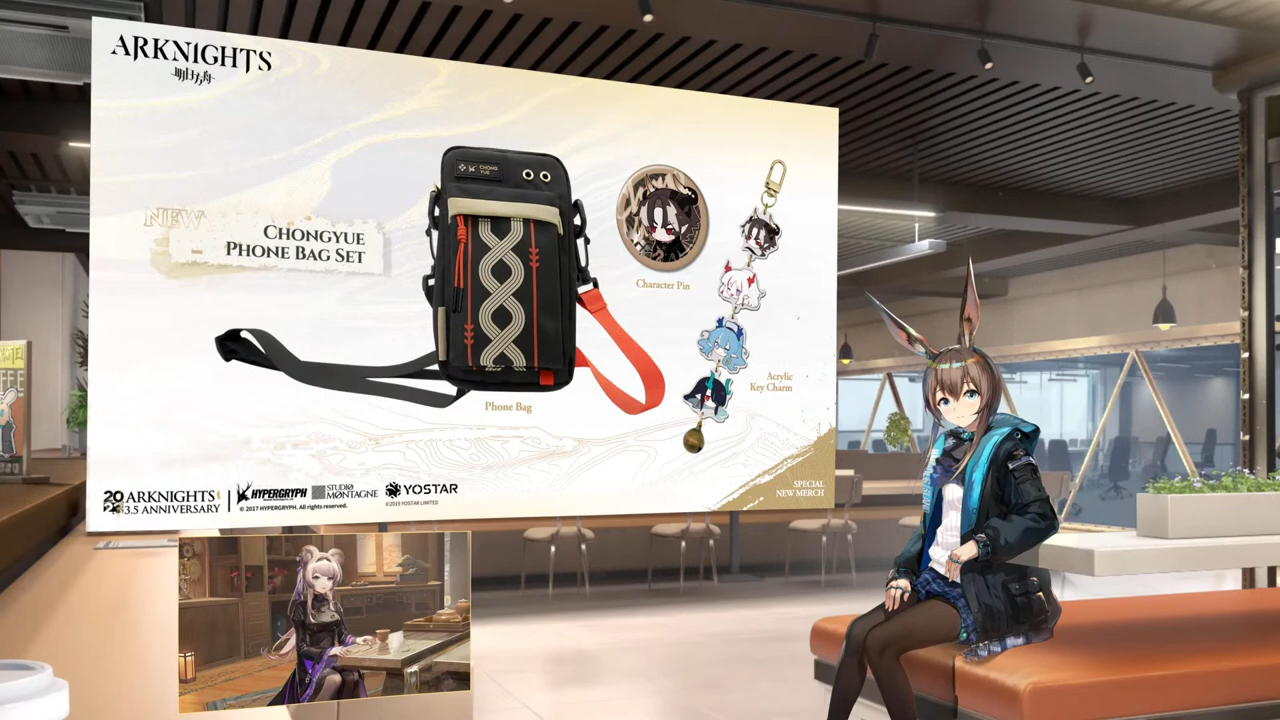 ARKNIGHTS
明日方舟
NEW
CHONGYUE
PHONE BAG SET
CHONG
YUE
Character Pin
Acrylic
Key Charm
Phone Bag
ARKNIGHTS
3.5 ANNIVERSARY
HYPERGRYPH
STUDIO
MONTAGNE
YOSTAR
© 2017 HYPERGRYPH. All rights reserved.
©2019 YOSTAR LIMITED
SPECIAL
NEW MERCH